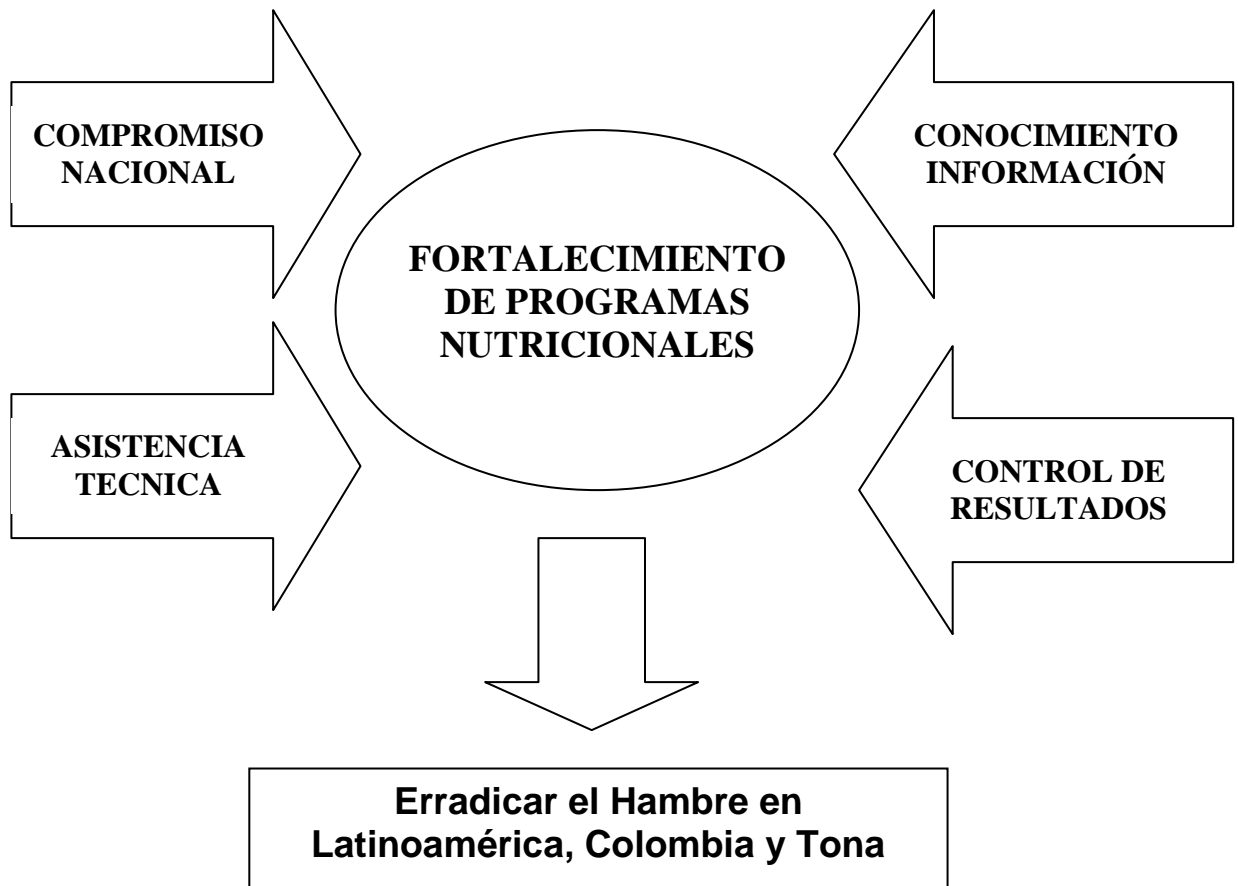 COMPROMISO
NACIONAL
CONOCIMIENTO
INFORMACIÓN
FORTALECIMIENTO
DE PROGRAMAS
NUTRICIONALES
ASISTENCIA
TECNICA
CONTROL DE
RESULTADOS
Erradicar el Hambre en
Latinoamérica, Colombia y Tona